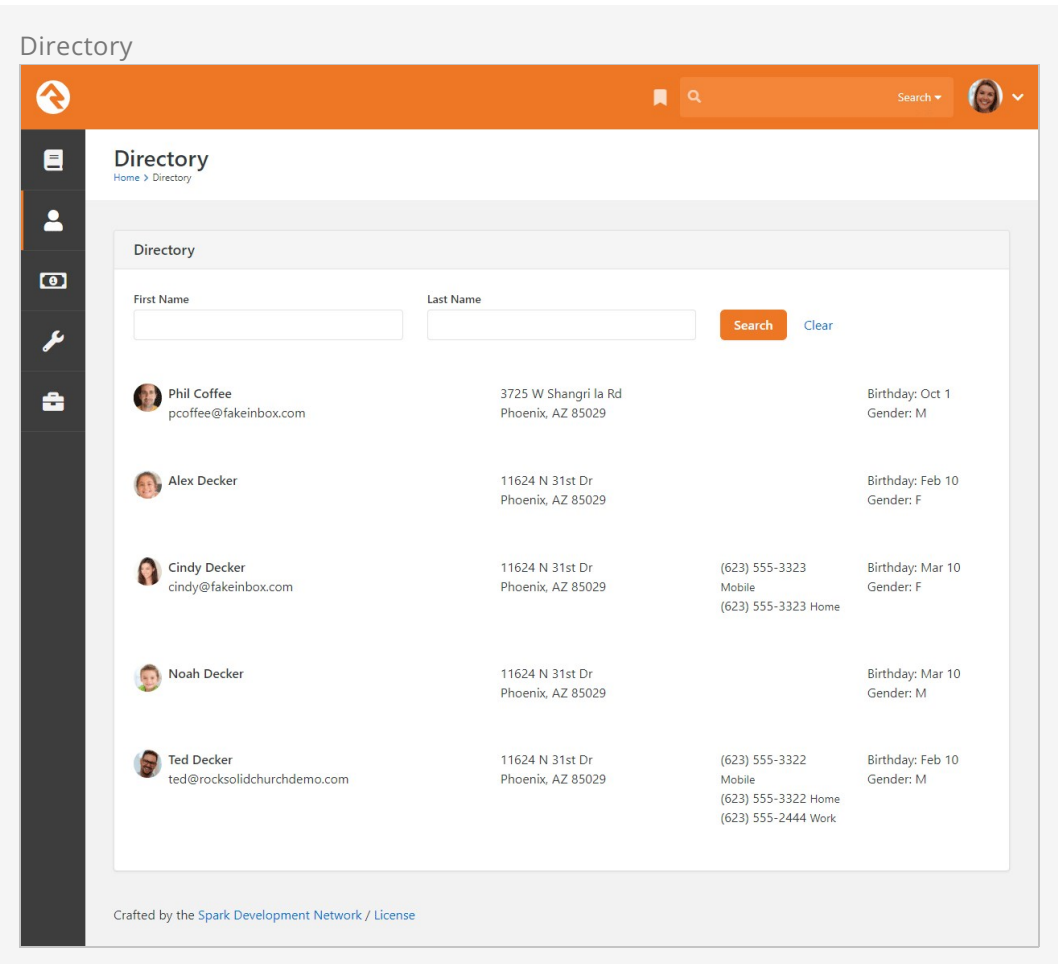 Directory
Search
Directory
Home > Directory
Directory
First Name
Last Name
Search
Clear
Phil Coffee
pcoffee@fakeinbox.com
3725 W Shangri la Rd
Phoenix, AZ 85029
Birthday: Oct 1
Gender: M
Alex Decker
11624 N 31st Dr
Phoenix, AZ 85029
Birthday: Feb 10
Gender: F
Cindy Decker
cindy@fakeinbox.com
11624 N 31st Dr
Phoenix, AZ 85029
(623) 555-3323
Mobile
(623) 555-3323 Home
Birthday: Mar 10
Gender: F
Noah Decker
11624 N 31st Dr
Phoenix, AZ 85029
Birthday: Mar 10
Gender: M
Ted Decker
ted@rocksolidchurchdemo.com
11624 N 31st Dr
Phoenix, AZ 85029
(623) 555-3322
Mobile
(623) 555-3322 Home
(623) 555-2444 Work
Birthday: Feb 10
Gender: M
Crafted by the Spark Development Network / License